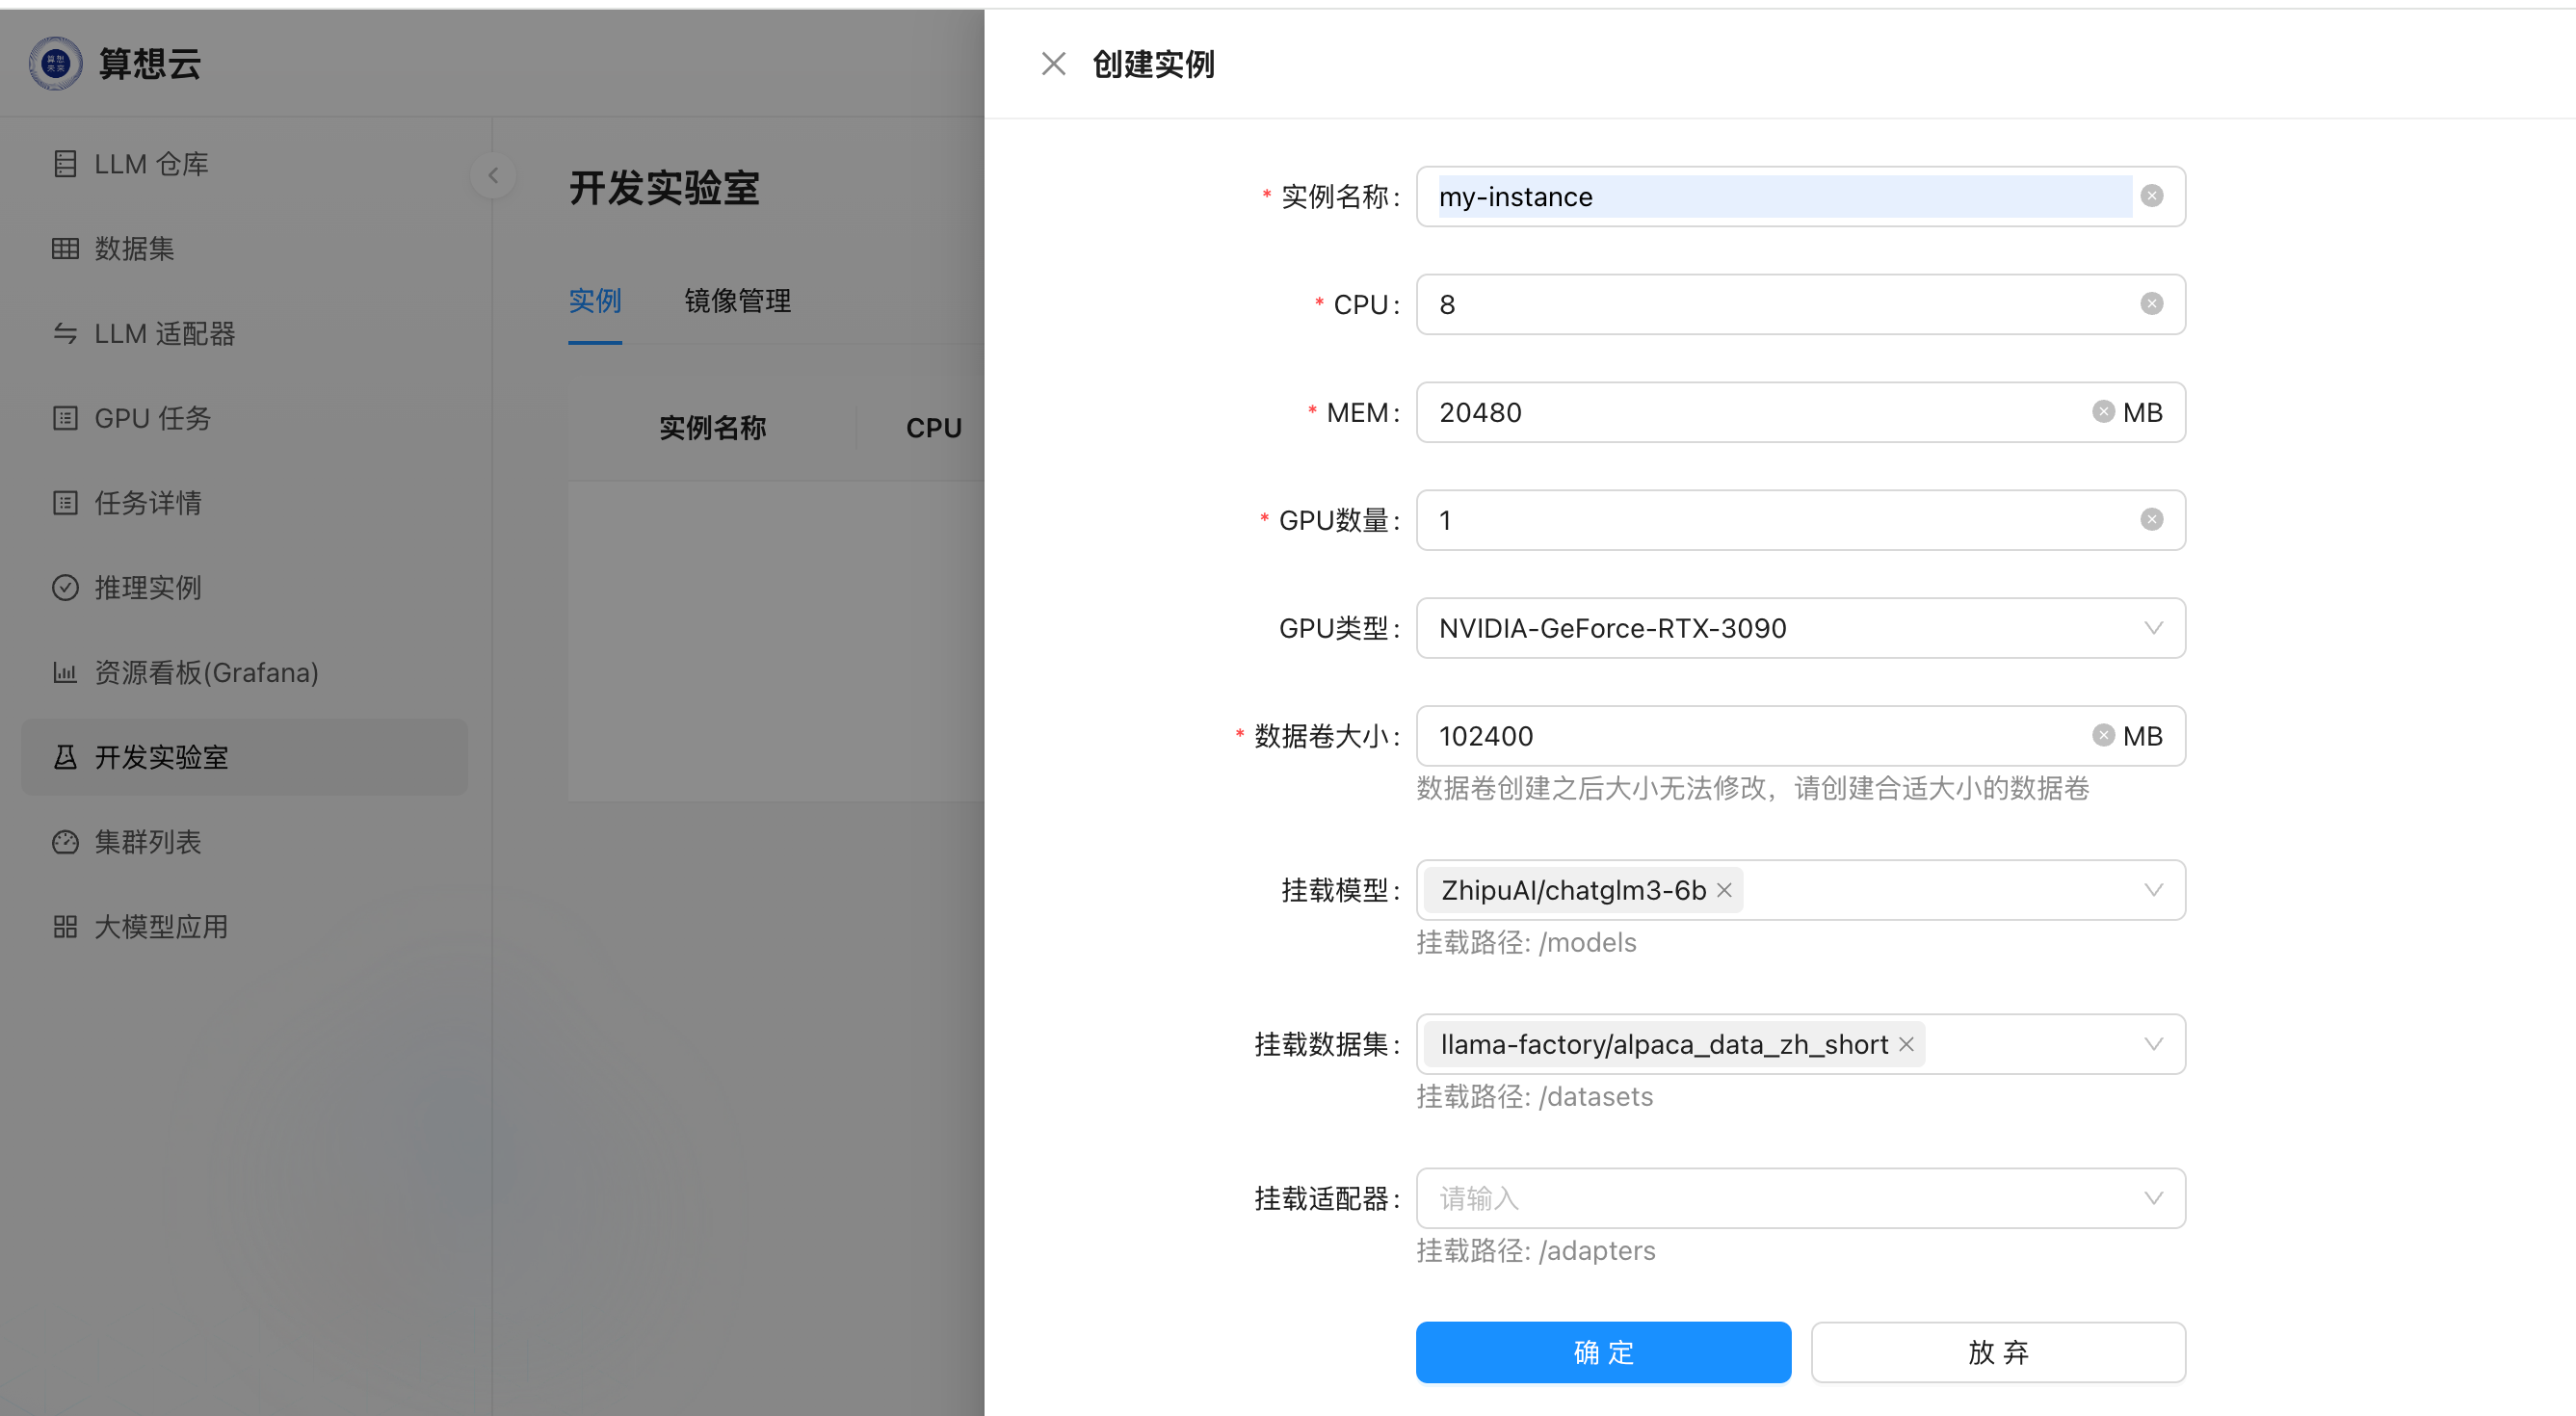 算想未来
算想云
LLM 仓库
数据集
LLM 适配器
GPU 任务
任务详情
推理实例
资源看板(Grafana)
开发实验室
集群列表
大模型应用
开发实验室
实例 镜像管理
实例名称 CPU
创建实例
* 实例名称: my-instance
* CPU: 8
* MEM: 20480 MB
* GPU数量: 1
GPU类型: NVIDIA-GeForce-RTX-3090
* 数据卷大小: 102400 MB
数据卷创建之后大小无法修改，请创建合适大小的数据卷
挂载模型: ZhipuAI/chatglm3-6b
挂载路径: /models
挂载数据集: llama-factory/alpaca_data_zh_short
挂载路径: /datasets
挂载适配器: 请输入
挂载路径: /adapters
确 定 放 弃